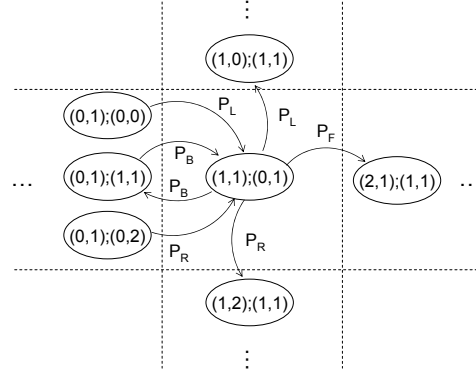 ...
(1,0);(1,1)
(0,1);(0,0)
P_L
P_L
P_F
P_B
... (0,1);(1,1)
(1,1);(0,1)
(2,1);(1,1) ...
P_B
(0,1);(0,2)
P_R
P_R
(1,2);(1,1)
...